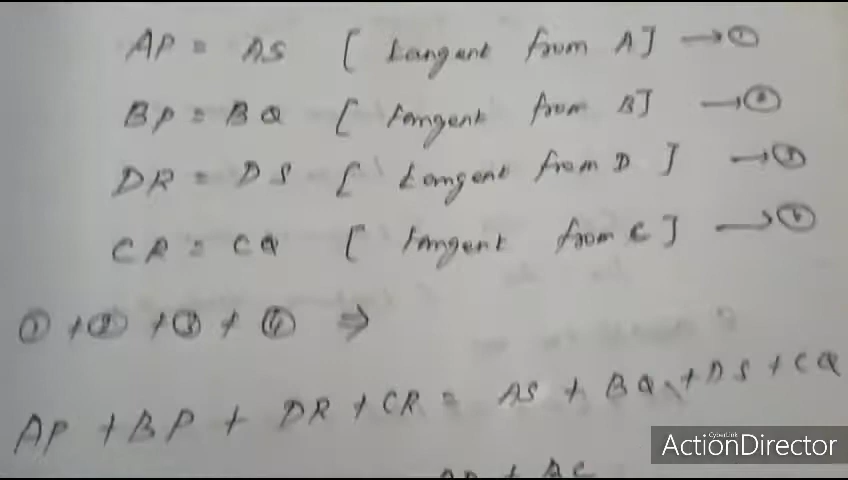 AP = AS [ tangent from A] → ①
BP = BQ [ tangent from B] → ②
DR = DS [ tangent from D ] → ③
CR = CQ [ tangent from C ] → ④
① + ② + ③ + ④ ⇒
AP + BP + DR + CR = AS + BQ + DS + CQ
CyberLink
ActionDirector